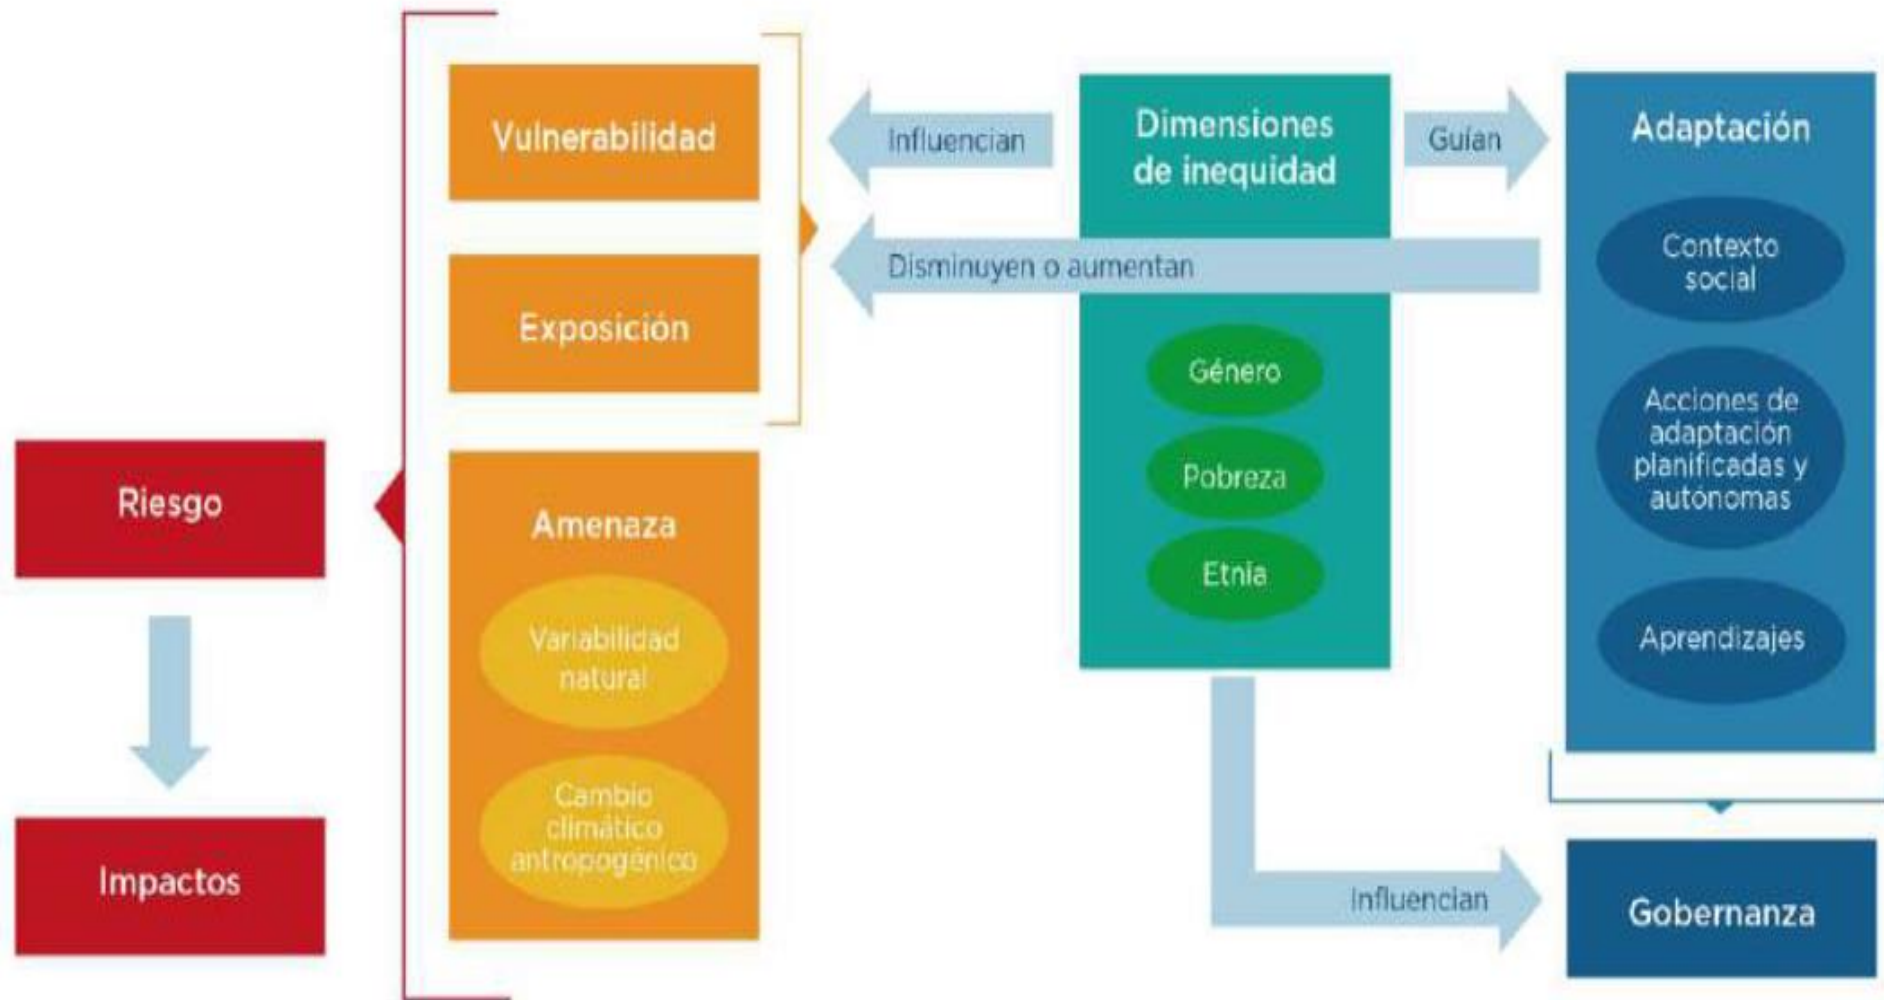 Vulnerabilidad
Exposición
Riesgo
Impactos
Amenaza
Variabilidad
natural
Cambio
climático
antropogénico
Influencian
Disminuyen o aumentan
Dimensiones
de inequidad
Género
Pobreza
Etnia
Guían
Adaptación
Contexto
social
Acciones de
adaptación
planificadas y
autónomas
Aprendizajes
Influencian
Gobernanza